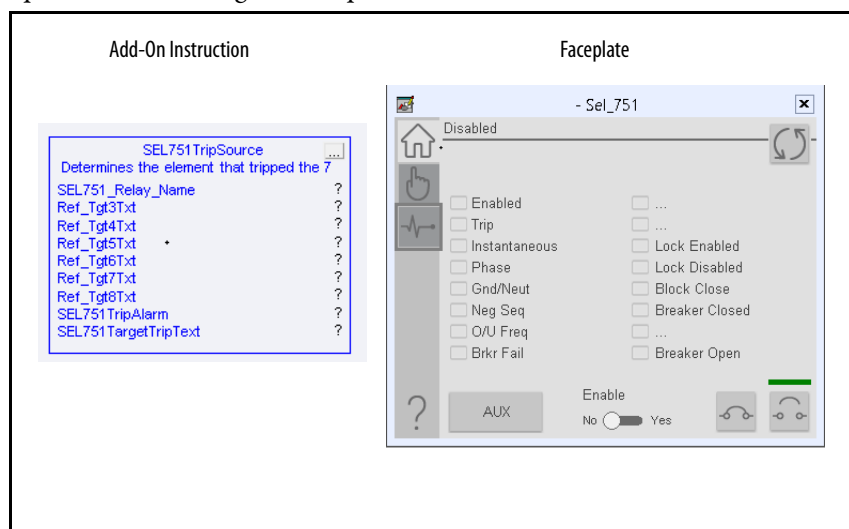 Add-On Instruction
Faceplate
SEL751TripSource
...
Determines the element that tripped the 7
SEL751_Relay_Name ?
Ref_Tgt3Txt ?
Ref_Tgt4Txt ?
Ref_Tgt5Txt ?
Ref_Tgt6Txt ?
Ref_Tgt7Txt ?
Ref_Tgt8Txt ?
SEL751TripAlarm ?
SEL751TargetTripText ?
- Sel_751
Disabled
Enabled
Trip
Instantaneous
Phase
Gnd/Neut
Neg Seq
O/U Freq
Brkr Fail
...
...
Lock Enabled
Lock Disabled
Block Close
Breaker Closed
...
Breaker Open
?
AUX
Enable
No Yes